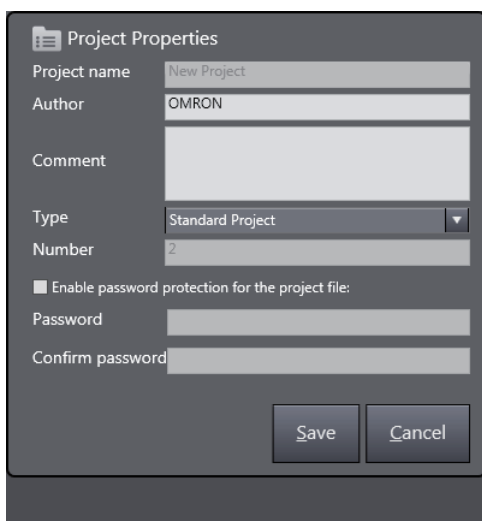 Project Properties
Project name New Project
Author OMRON
Comment
Type Standard Project
Number 2
Enable password protection for the project file:
Password
Confirm password
Save Cancel